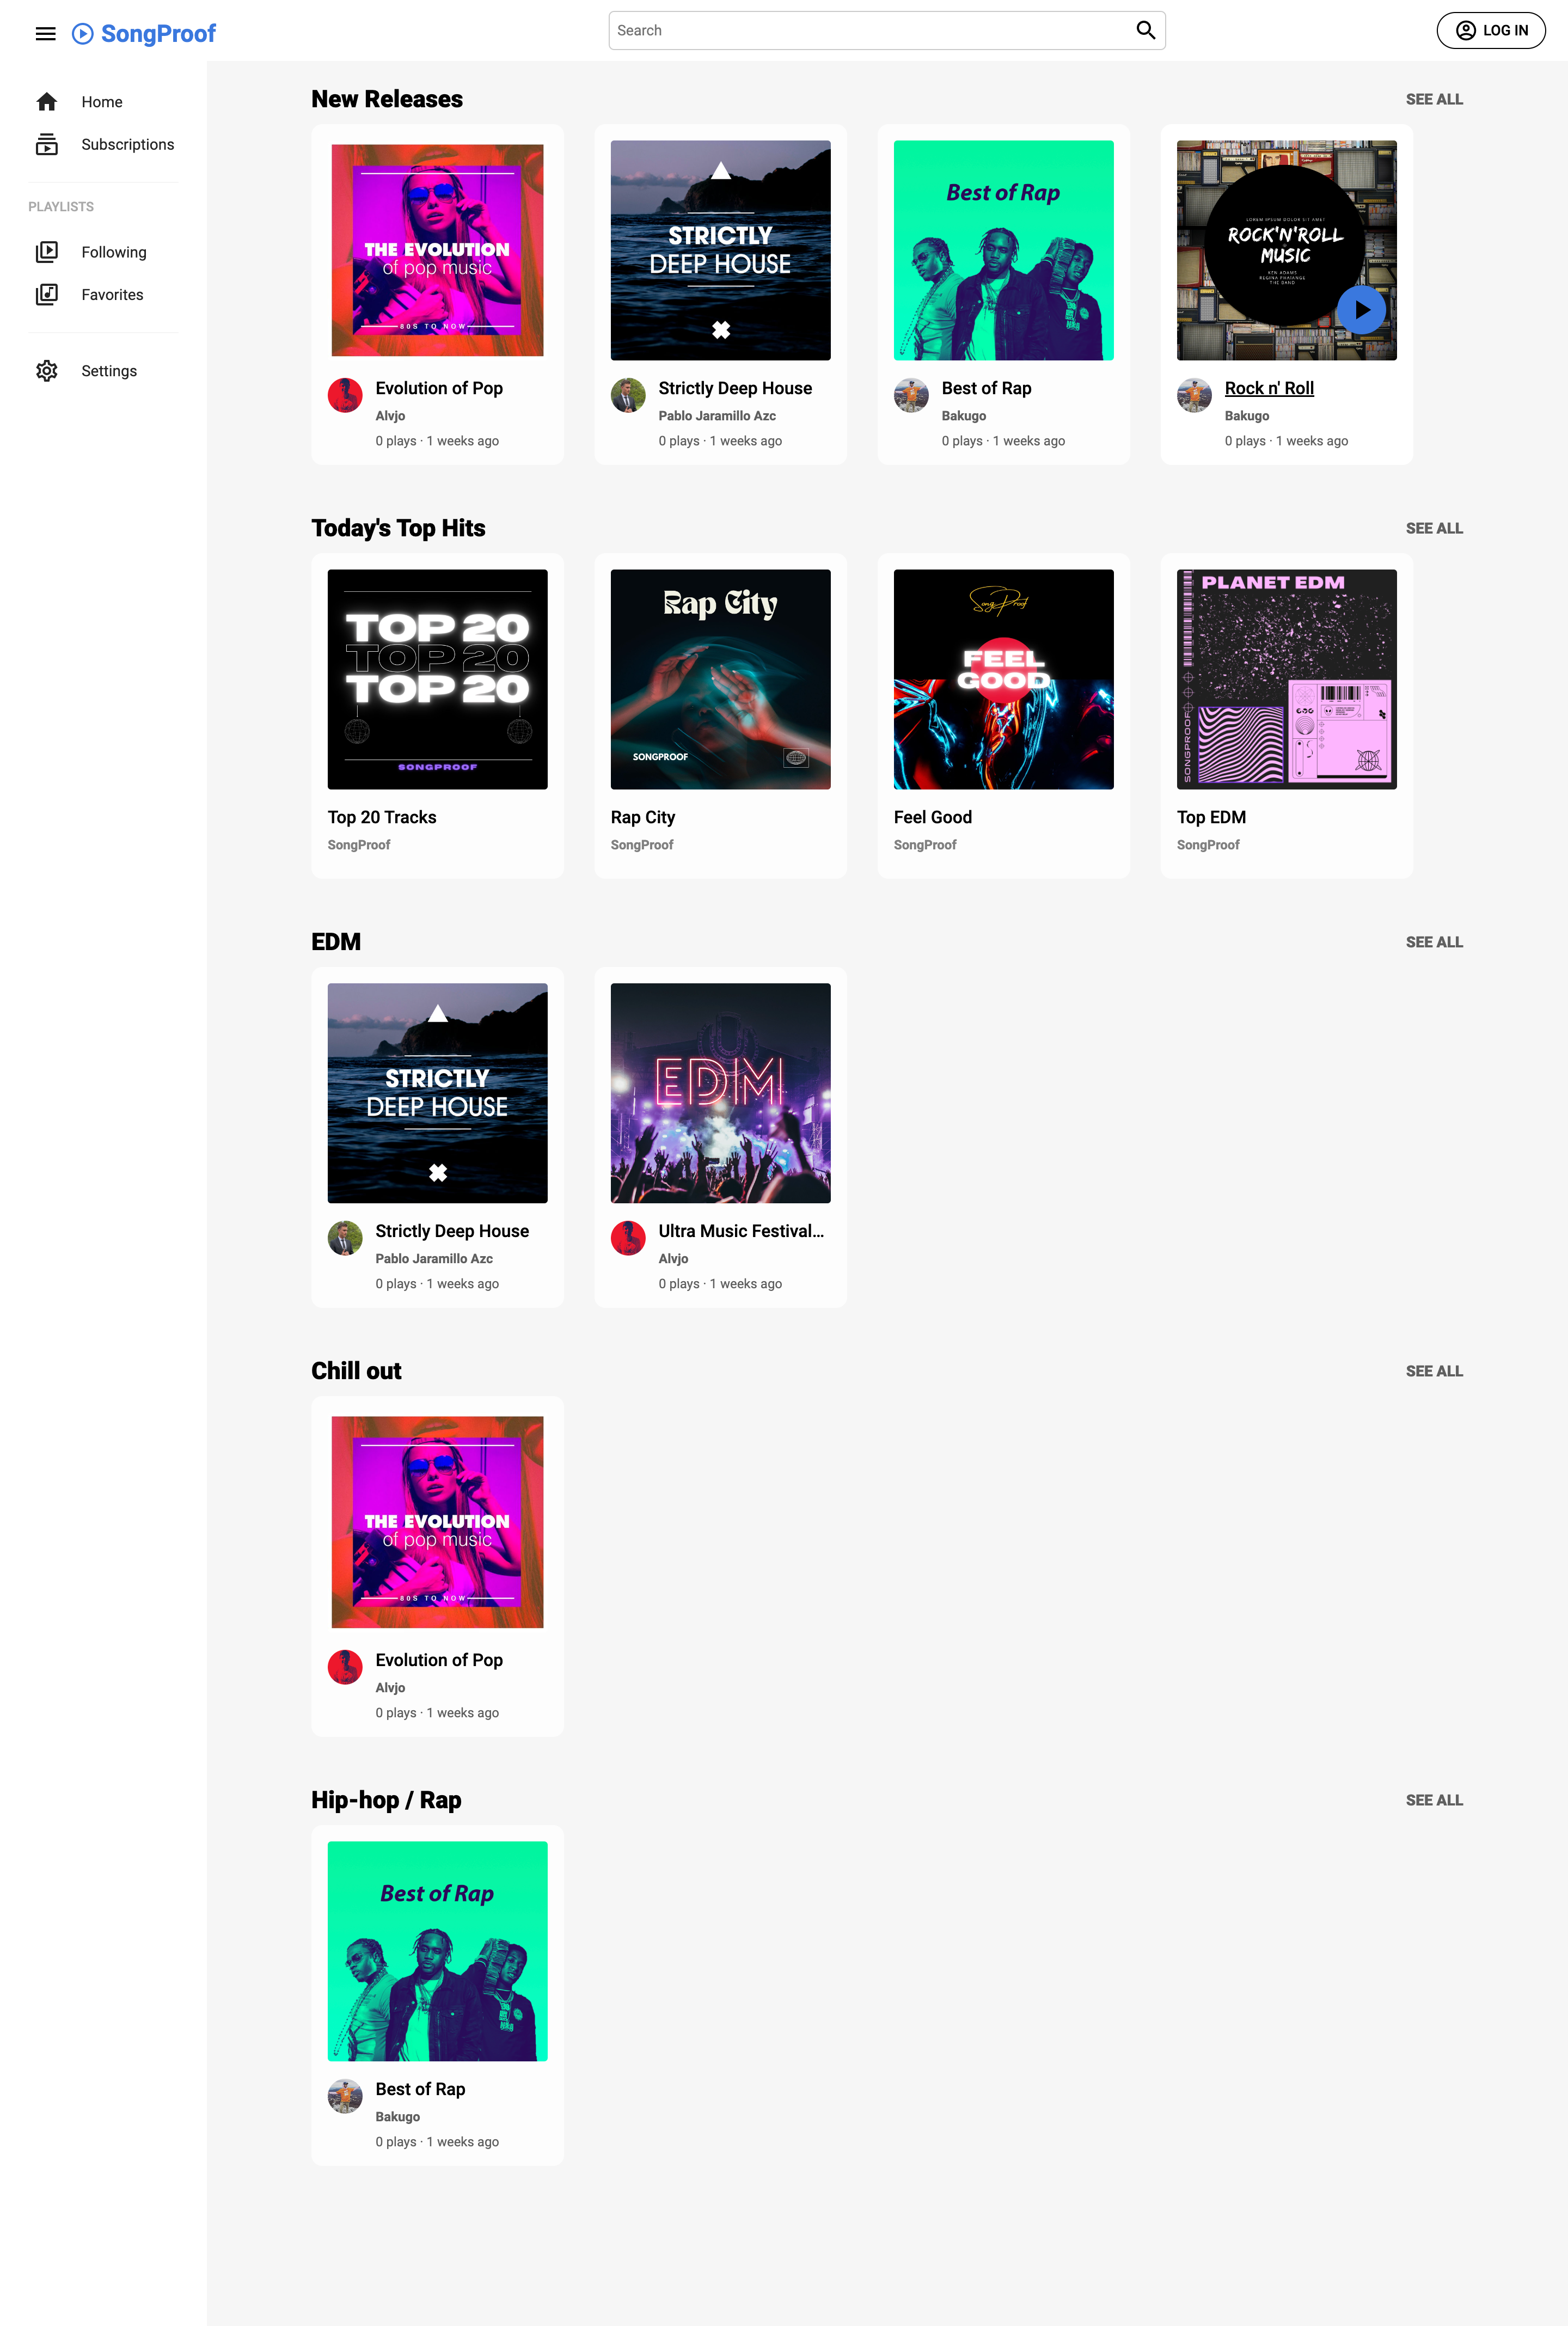 SongProof
Search
LOG IN
Home
Subscriptions
PLAYLISTS
Following
Favorites
Settings
New Releases
SEE ALL
THE EVOLUTION
of pop music
80S TO NOW
Evolution of Pop
Alvjo
0 plays · 1 weeks ago
STRICTLY
DEEP HOUSE
Strictly Deep House
Pablo Jaramillo Azc
0 plays · 1 weeks ago
Best of Rap
Best of Rap
Bakugo
0 plays · 1 weeks ago
LOREM IPSUM DOLOR SIT AMET
ROCK'N'ROLL
MUSIC
KEN ADAMS
REGINA PHALANGE
THE BAND
Rock n' Roll
Bakugo
0 plays · 1 weeks ago
Today's Top Hits
SEE ALL
TOP 20
TOP 20
TOP 20
SONGPROOF
Top 20 Tracks
SongProof
Rap City
SONGPROOF
Rap City
SongProof
SongProof
FEEL
GOOD
Feel Good
SongProof
PLANET EDM
SONGPROOF
Top EDM
SongProof
EDM
SEE ALL
STRICTLY
DEEP HOUSE
Strictly Deep House
Pablo Jaramillo Azc
0 plays · 1 weeks ago
EDM
Ultra Music Festival...
Alvjo
0 plays · 1 weeks ago
Chill out
SEE ALL
THE EVOLUTION
of pop music
80S TO NOW
Evolution of Pop
Alvjo
0 plays · 1 weeks ago
Hip-hop / Rap
SEE ALL
Best of Rap
Best of Rap
Bakugo
0 plays · 1 weeks ago